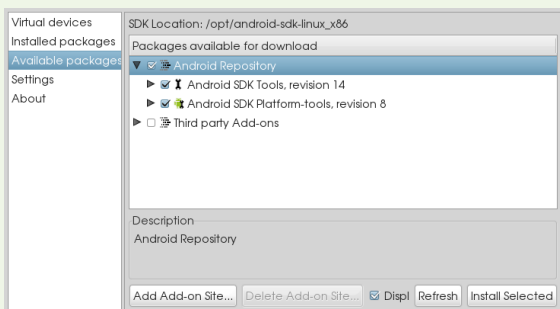 Virtual devices
Installed packages
Available packages
Settings
About
SDK Location: /opt/android-sdk-linux_x86
Packages available for download
Android Repository
Android SDK Tools, revision 14
Android SDK Platform-tools, revision 8
Third party Add-ons
Description
Android Repository
Add Add-on Site... Delete Add-on Site... Displ Refresh Install Selected